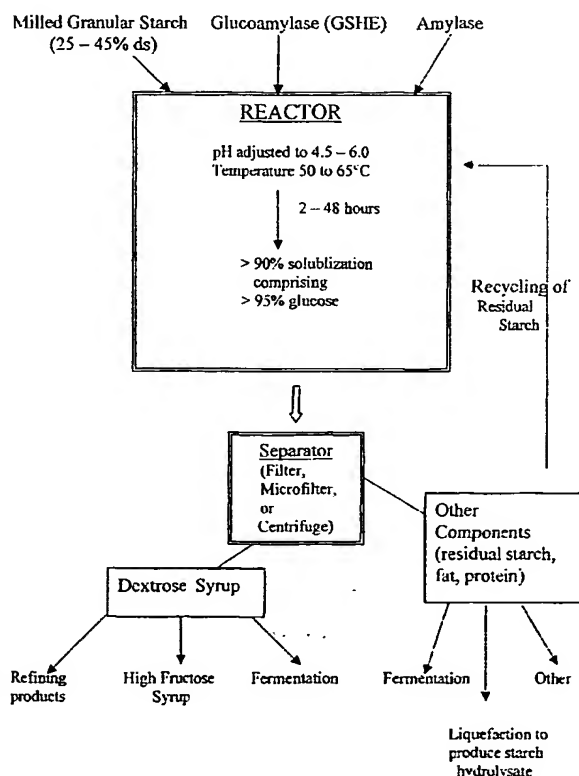 Milled Granular Starch
(25 – 45% ds)
Glucoamylase (GSHE)
Amylase
REACTOR
pH adjusted to 4.5 – 6.0
Temperature 50 to 65°C
2 – 48 hours
> 90% solublization
comprising
> 95% glucose
Recycling of
Residual
Starch
Separator
(Filter,
Microfilter,
or
Centrifuge)
Other
Components
(residual starch,
fat, protein)
Dextrose Syrup
Refining
products
High Fructose
Syrup
Fermentation
Fermentation
Other
Liquefaction to
produce starch
hydrolysate